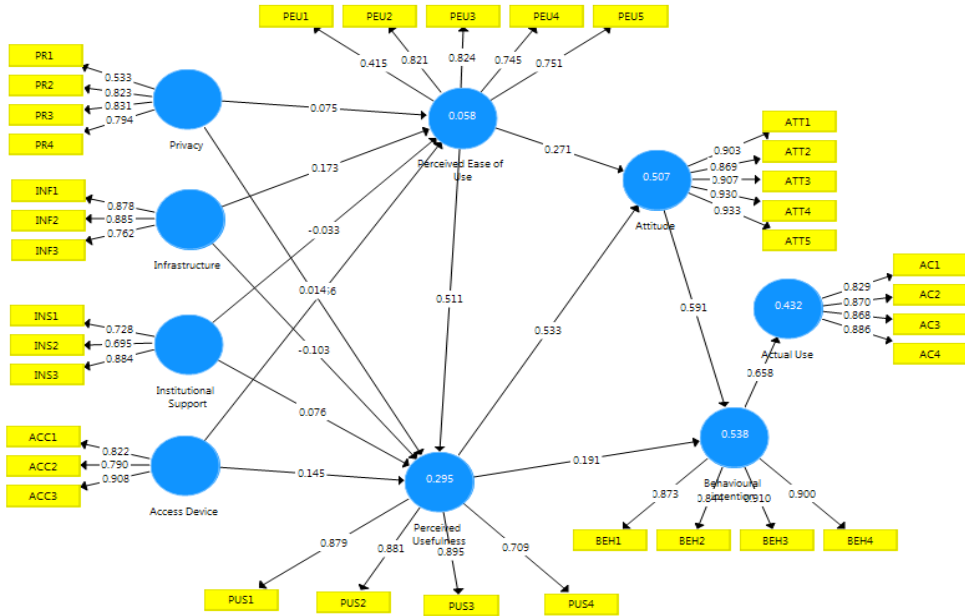 PEU1
PEU2
PEU3
PEU4
PEU5
0.415
0.821
0.824
0.745
0.751
PR1
PR2
PR3
PR4
0.533
0.823
0.831
0.794
Privacy
0.075
0.058
Perceived Ease of
Use
0.271
ATT1
ATT2
ATT3
ATT4
ATT5
0.903
0.869
0.907
0.930
0.933
0.507
Attitude
INF1
INF2
INF3
0.878
0.885
0.762
Infrastructure
0.173
-0.033
0.014
0.511
-0.103
0.533
0.591
AC1
AC2
AC3
AC4
0.829
0.870
0.868
0.886
0.432
Actual Use
0.658
INS1
INS2
INS3
0.728
0.695
0.884
Institutional
Support
0.076
ACC1
ACC2
ACC3
0.822
0.790
0.908
Access Device
0.145
0.295
Perceived
Usefulness
0.191
0.538
Behavioural
Intention
0.873
0.844
0.910
0.900
BEH1
BEH2
BEH3
BEH4
0.879
0.881
0.895
0.709
PUS1
PUS2
PUS3
PUS4